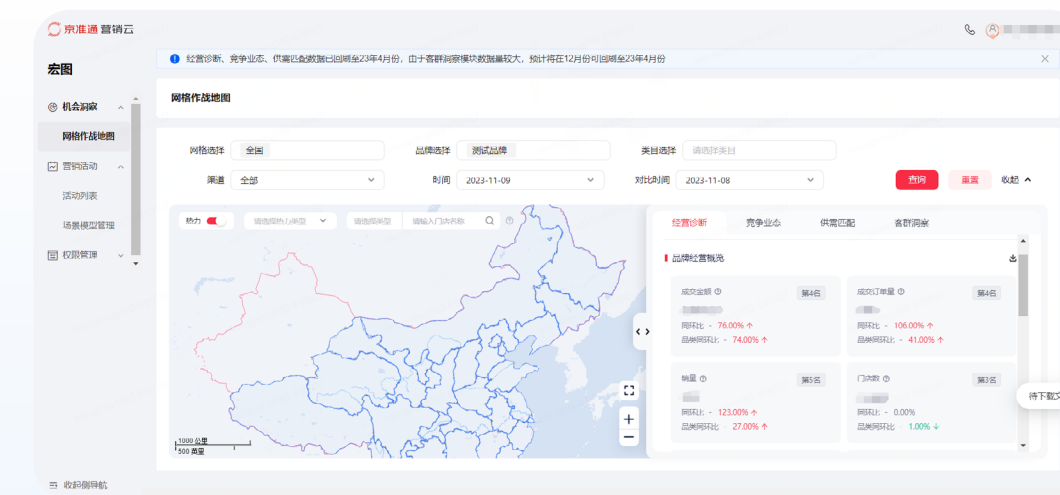 京准通 营销云
宏图
经营诊断、竞争业态、供需匹配数据已回刷至23年4月份，由于客群洞察模块数据量较大，预计将在12月份可回刷至23年4月份
机会洞察
网格作战地图
营销活动
活动列表
场景模型管理
权限管理
收起侧导航
网格作战地图
网格选择 全国 品牌选择 测试品牌 类目选择 请选择类目
渠道 全部 时间 2023-11-09 对比时间 2023-11-08 查询 重置 收起
热力 请选择热力类型 请选择类型 请输入门店名称
1000 公里
500 英里
经营诊断 竞争业态 供需匹配 客群洞察
品牌经营概览
成交金额 第4名
同环比 - 76.00% ↑
品类同环比 - 74.00% ↑
成交订单量 第4名
同环比 - 106.00% ↑
品类同环比 - 41.00% ↑
销量 第5名
同环比 - 123.00% ↑
品类同环比 - 27.00% ↑
门店数 第3名
同环比 - 0.00%
品类同环比 - 1.00% ↓
待下载文